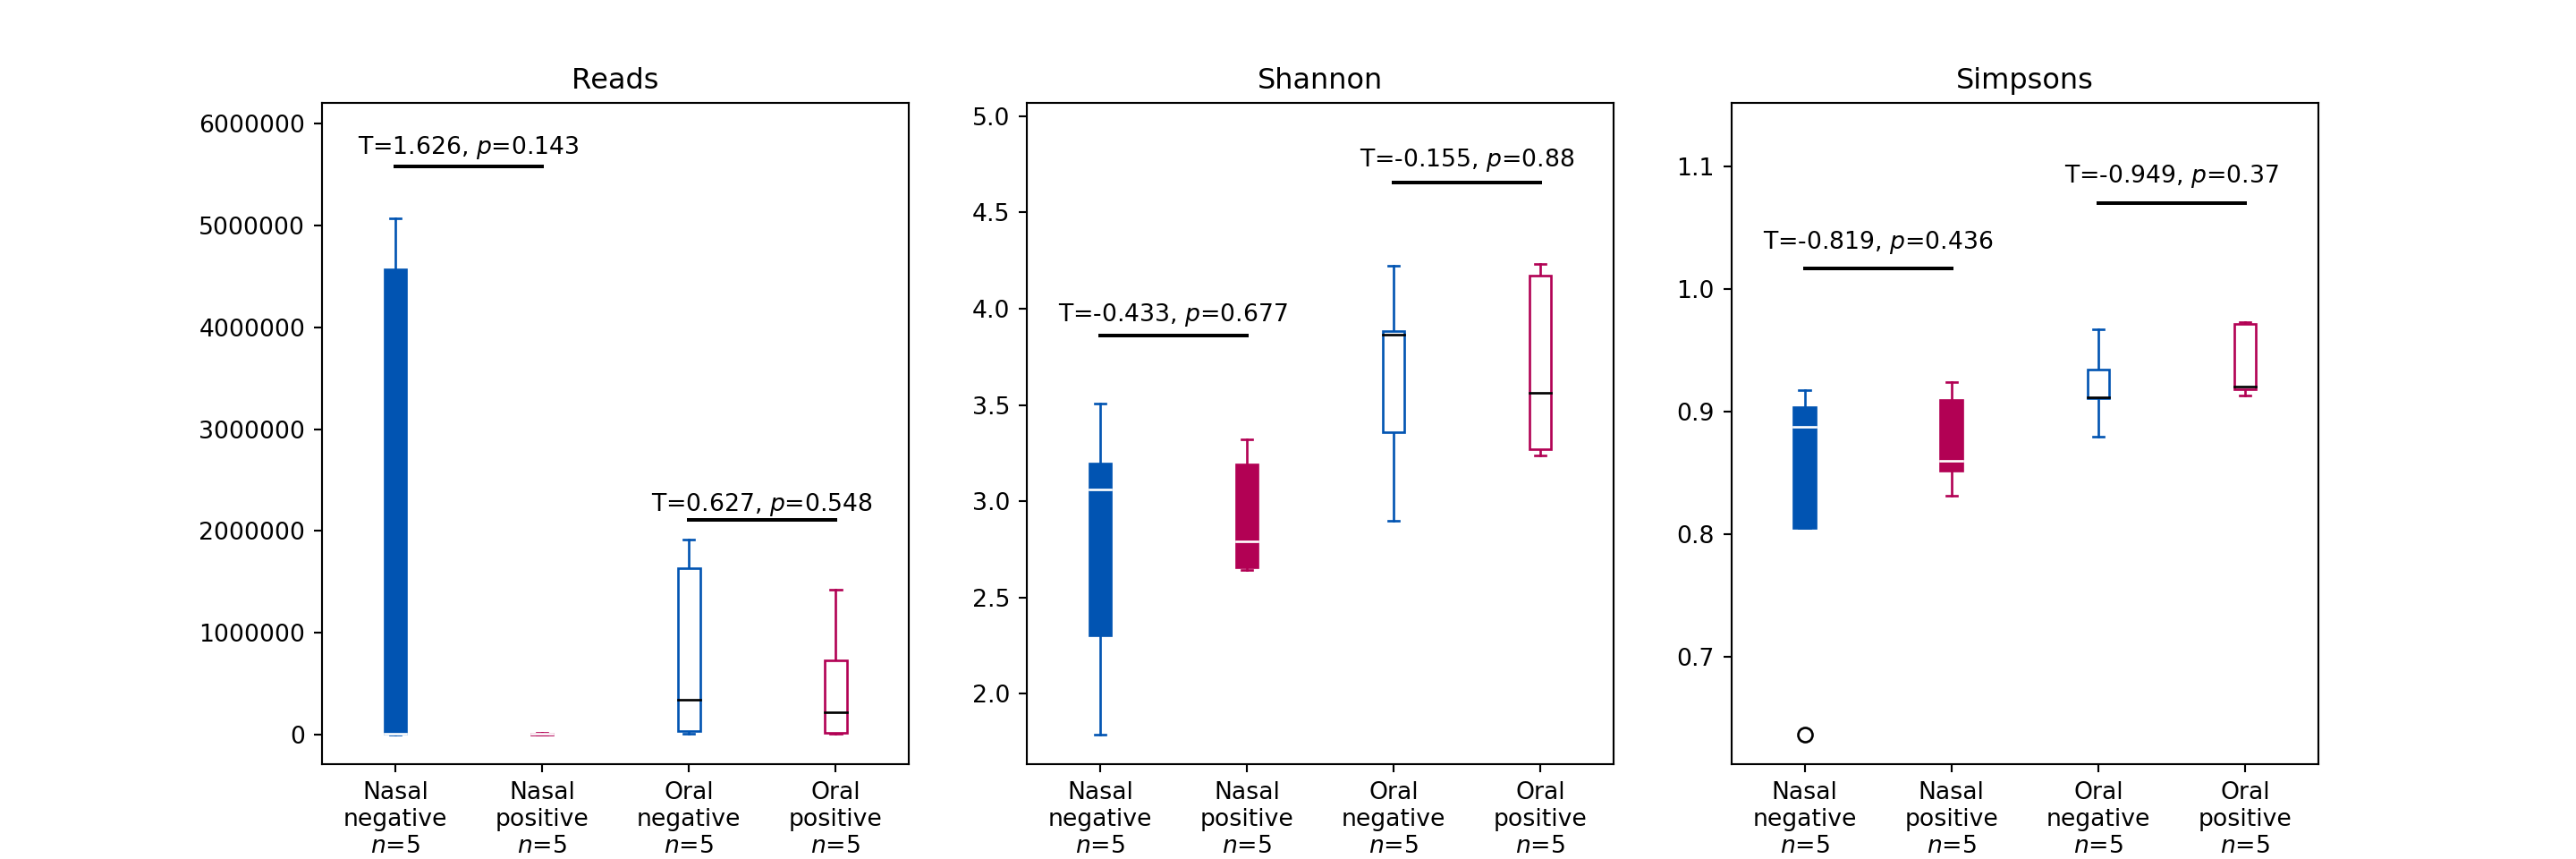 Reads
6000000
5000000
4000000
3000000
2000000
1000000
0
T=1.626, p=0.143
T=0.627, p=0.548
Nasal
negative
n=5
Nasal
positive
n=5
Oral
negative
n=5
Oral
positive
n=5
Shannon
5.0
4.5
4.0
3.5
3.0
2.5
2.0
T=-0.155, p=0.88
T=-0.433, p=0.677
Nasal
negative
n=5
Nasal
positive
n=5
Oral
negative
n=5
Oral
positive
n=5
Simpsons
1.1
1.0
0.9
0.8
0.7
T=-0.949, p=0.37
T=-0.819, p=0.436
Nasal
negative
n=5
Nasal
positive
n=5
Oral
negative
n=5
Oral
positive
n=5